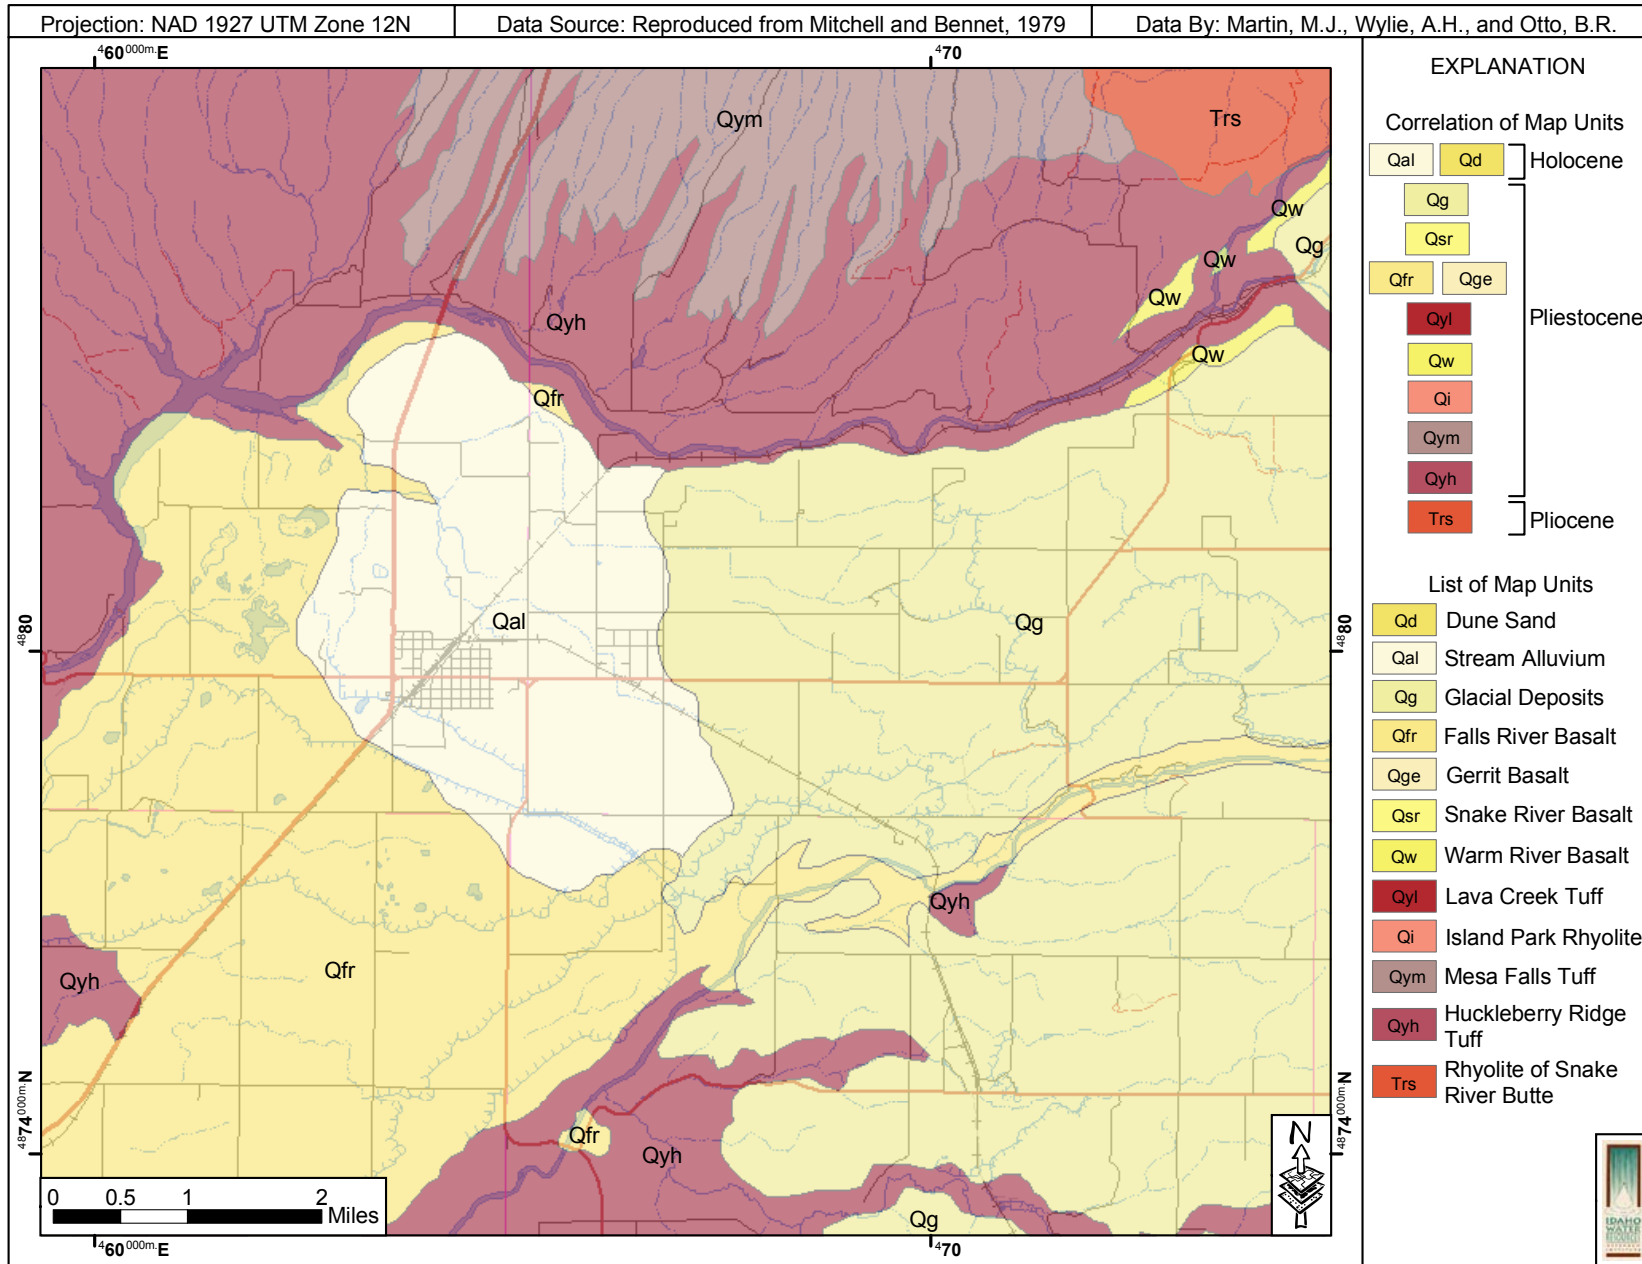 Projection: NAD 1927 UTM Zone 12N
Data Source: Reproduced from Mitchell and Bennet, 1979
Data By: Martin, M.J., Wylie, A.H., and Otto, B.R.
460000m.E
470
EXPLANATION
Correlation of Map Units
Qal
Qd
Holocene
Qg
Qsr
Qfr
Qge
Qyl
Pliestocene
Qw
Qi
Qym
Qyh
Trs
Pliocene
List of Map Units
Qd Dune Sand
Qal Stream Alluvium
Qg Glacial Deposits
Qfr Falls River Basalt
Qge Gerrit Basalt
Qsr Snake River Basalt
Qw Warm River Basalt
Qyl Lava Creek Tuff
Qi Island Park Rhyolite
Qym Mesa Falls Tuff
Qyh Huckleberry Ridge
Tuff
Trs Rhyolite of Snake
River Butte
Qym
Trs
Qw
Qg
Qw
Qw
Qyh
Qw
Qfr
Qal
Qg
4880
4880
Qyh
Qyh
Qfr
Qfr
Qyh
Qg
4874000m.N
4874000m.N
N
0 0.5 1 2
Miles
460000m.E
470
IDAHO
WATER
RESOURCES